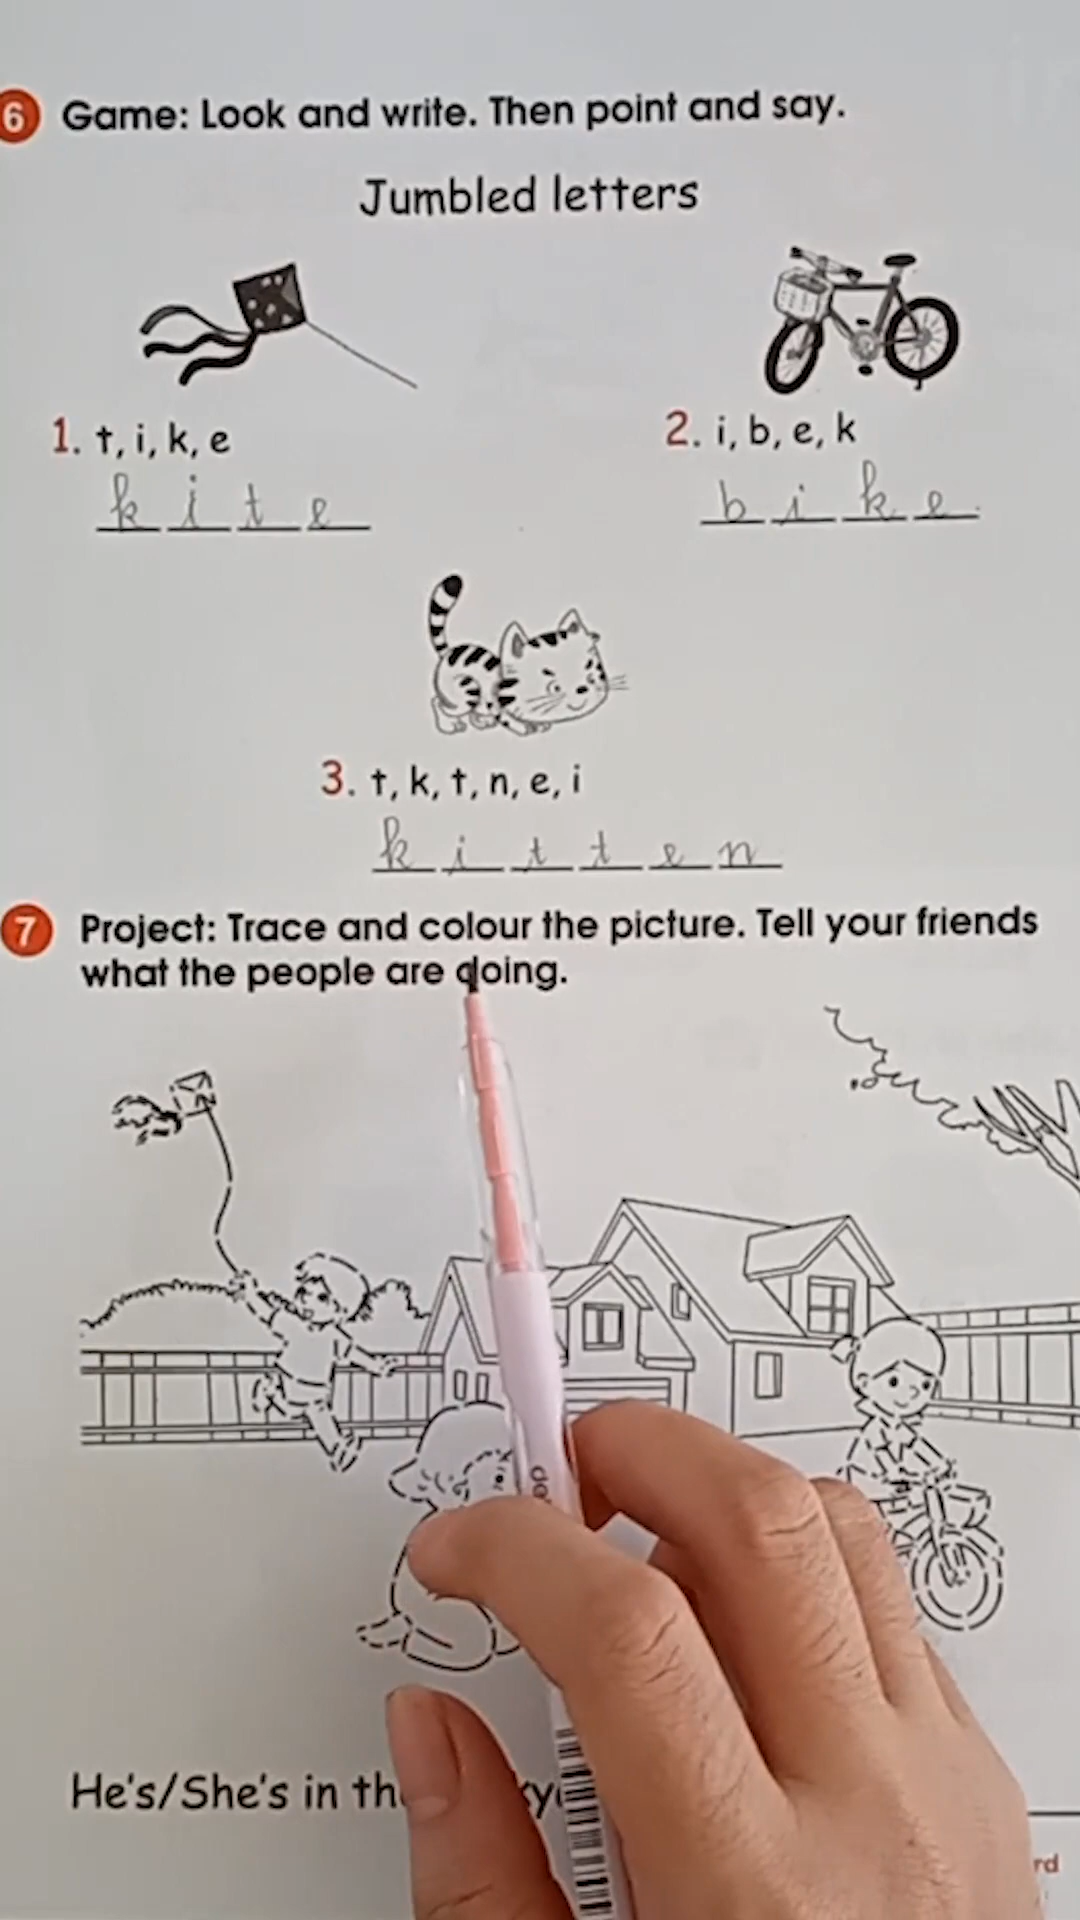 6 Game: Look and write. Then point and say.
Jumbled letters
1. t, i, k, e
k i t e
2. i, b, e, k
b i k e
3. t, k, t, n, e, i
k i t t e n
7 Project: Trace and colour the picture. Tell your friends
what the people are doing.
He's/She's in